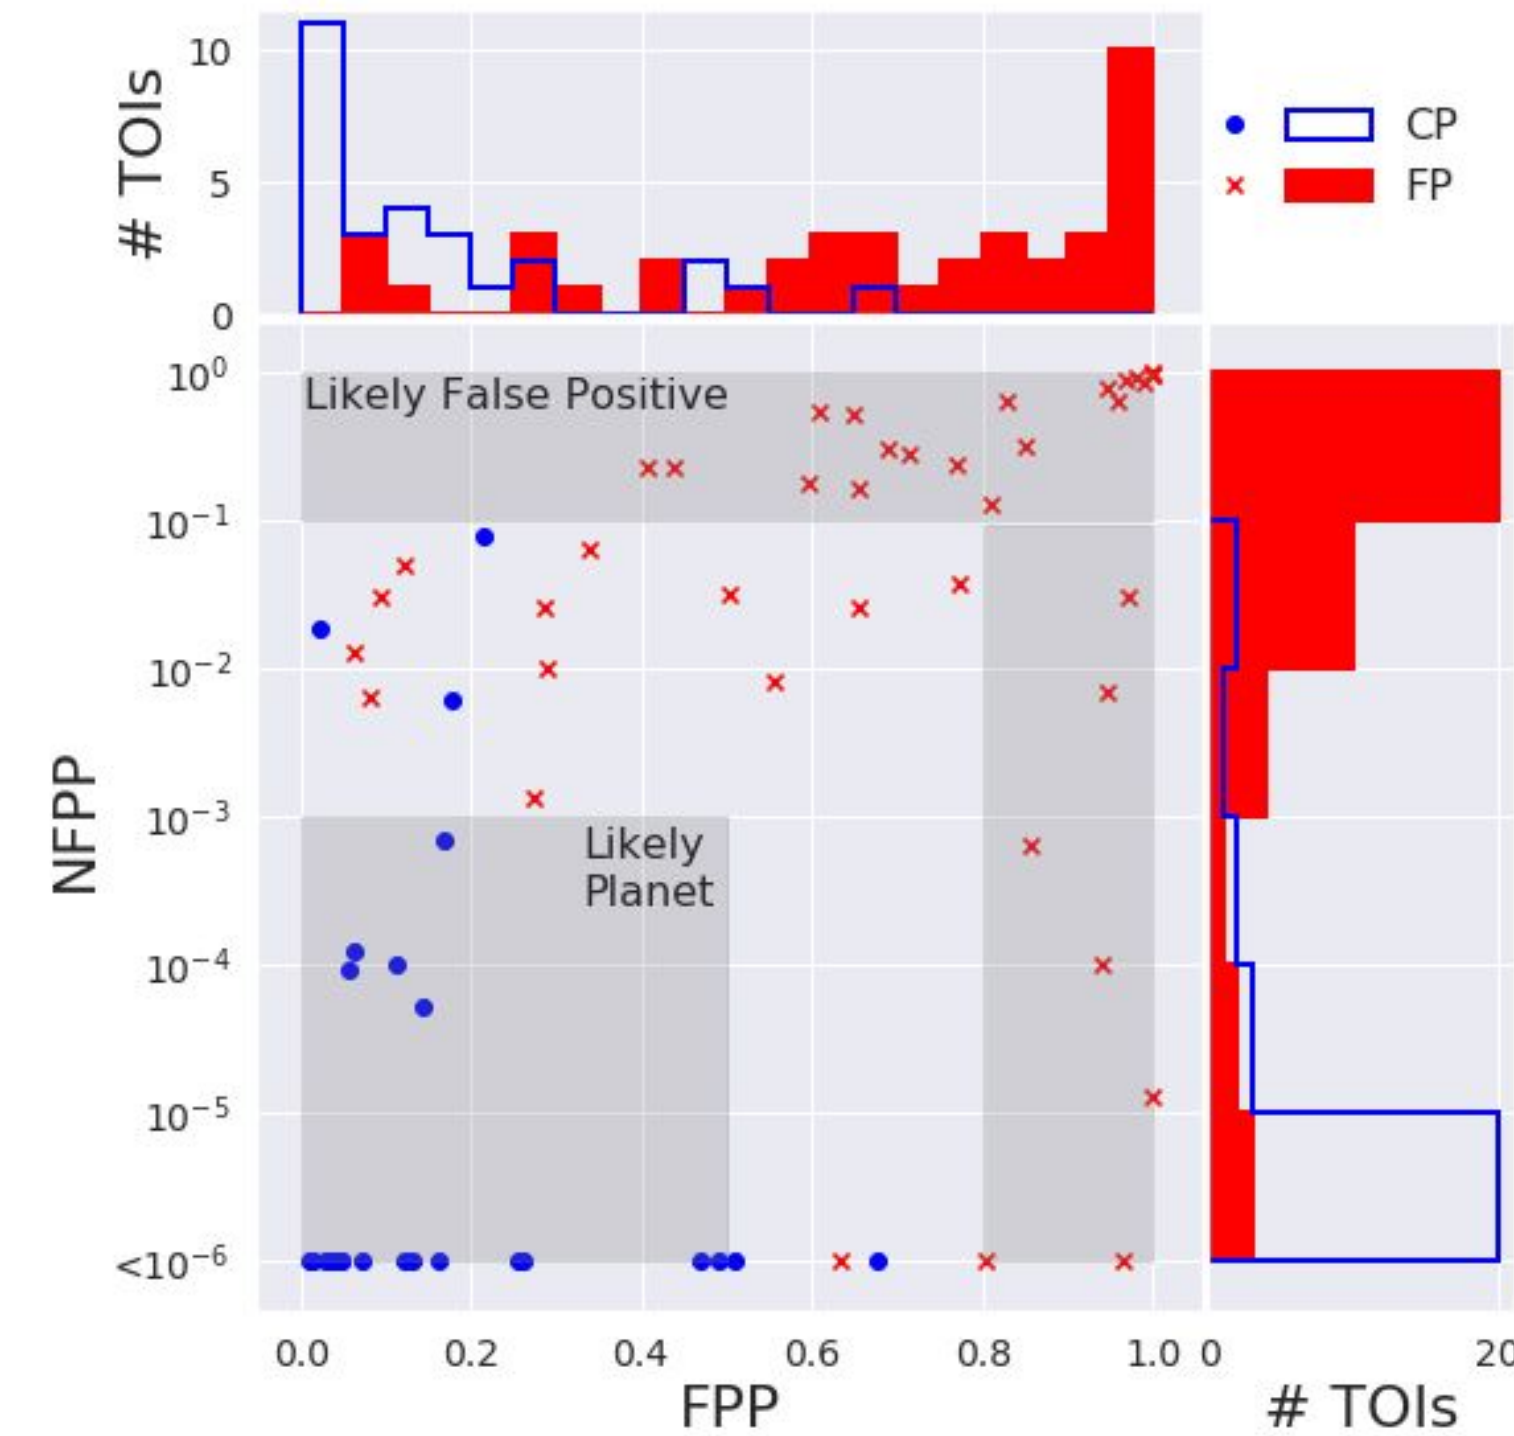 # TOIs
10
5
0
CP
FP
10⁰
10⁻¹
10⁻²
10⁻³
10⁻⁴
10⁻⁵
<10⁻⁶
NFPP
Likely False Positive
Likely
Planet
0.0 0.2 0.4 0.6 0.8 1.0
FPP
0 20
# TOIs